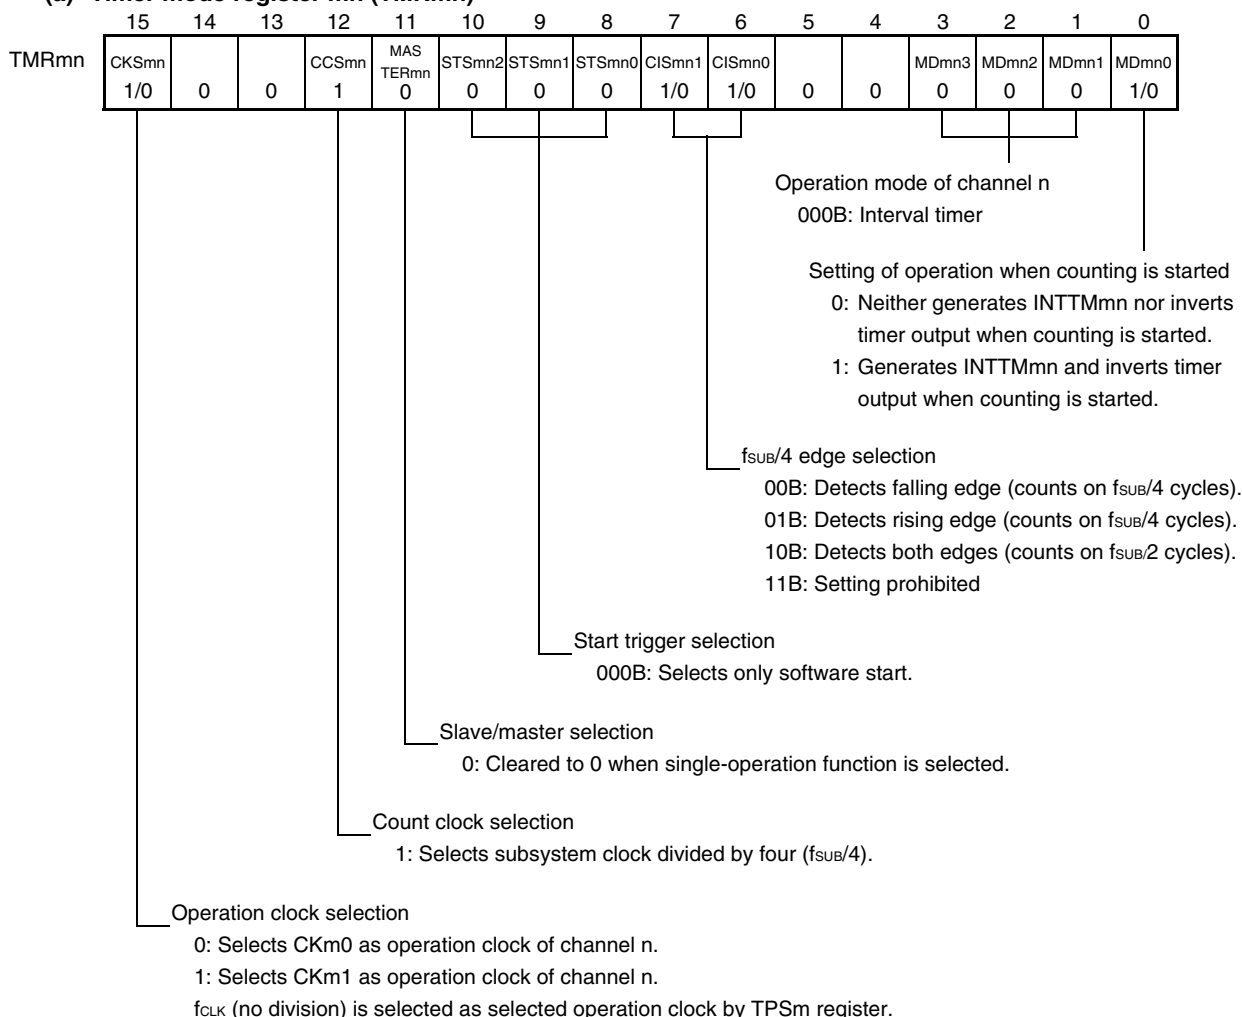 (a) Timer mode register mn (TMRmn)
15 14 13 12 11 10 9 8 7 6 5 4 3 2 1 0
TMRmn
CKSmn CCSmn MAS TERmn STSmn2 STSmn1 STSmn0 CISmn1 CISmn0 MDmn3 MDmn2 MDmn1 MDmn0
1/0 0 0 1 0 0 0 0 1/0 1/0 0 0 0 0 0 1/0
Operation mode of channel n
000B: Interval timer
Setting of operation when counting is started
0: Neither generates INTTMmn nor inverts
timer output when counting is started.
1: Generates INTTMmn and inverts timer
output when counting is started.
fSUB/4 edge selection
00B: Detects falling edge (counts on fSUB/4 cycles).
01B: Detects rising edge (counts on fSUB/4 cycles).
10B: Detects both edges (counts on fSUB/2 cycles).
11B: Setting prohibited
Start trigger selection
000B: Selects only software start.
Slave/master selection
0: Cleared to 0 when single-operation function is selected.
Count clock selection
1: Selects subsystem clock divided by four (fSUB/4).
Operation clock selection
0: Selects CKm0 as operation clock of channel n.
1: Selects CKm1 as operation clock of channel n.
fCLK (no division) is selected as selected operation clock by TPSm register.